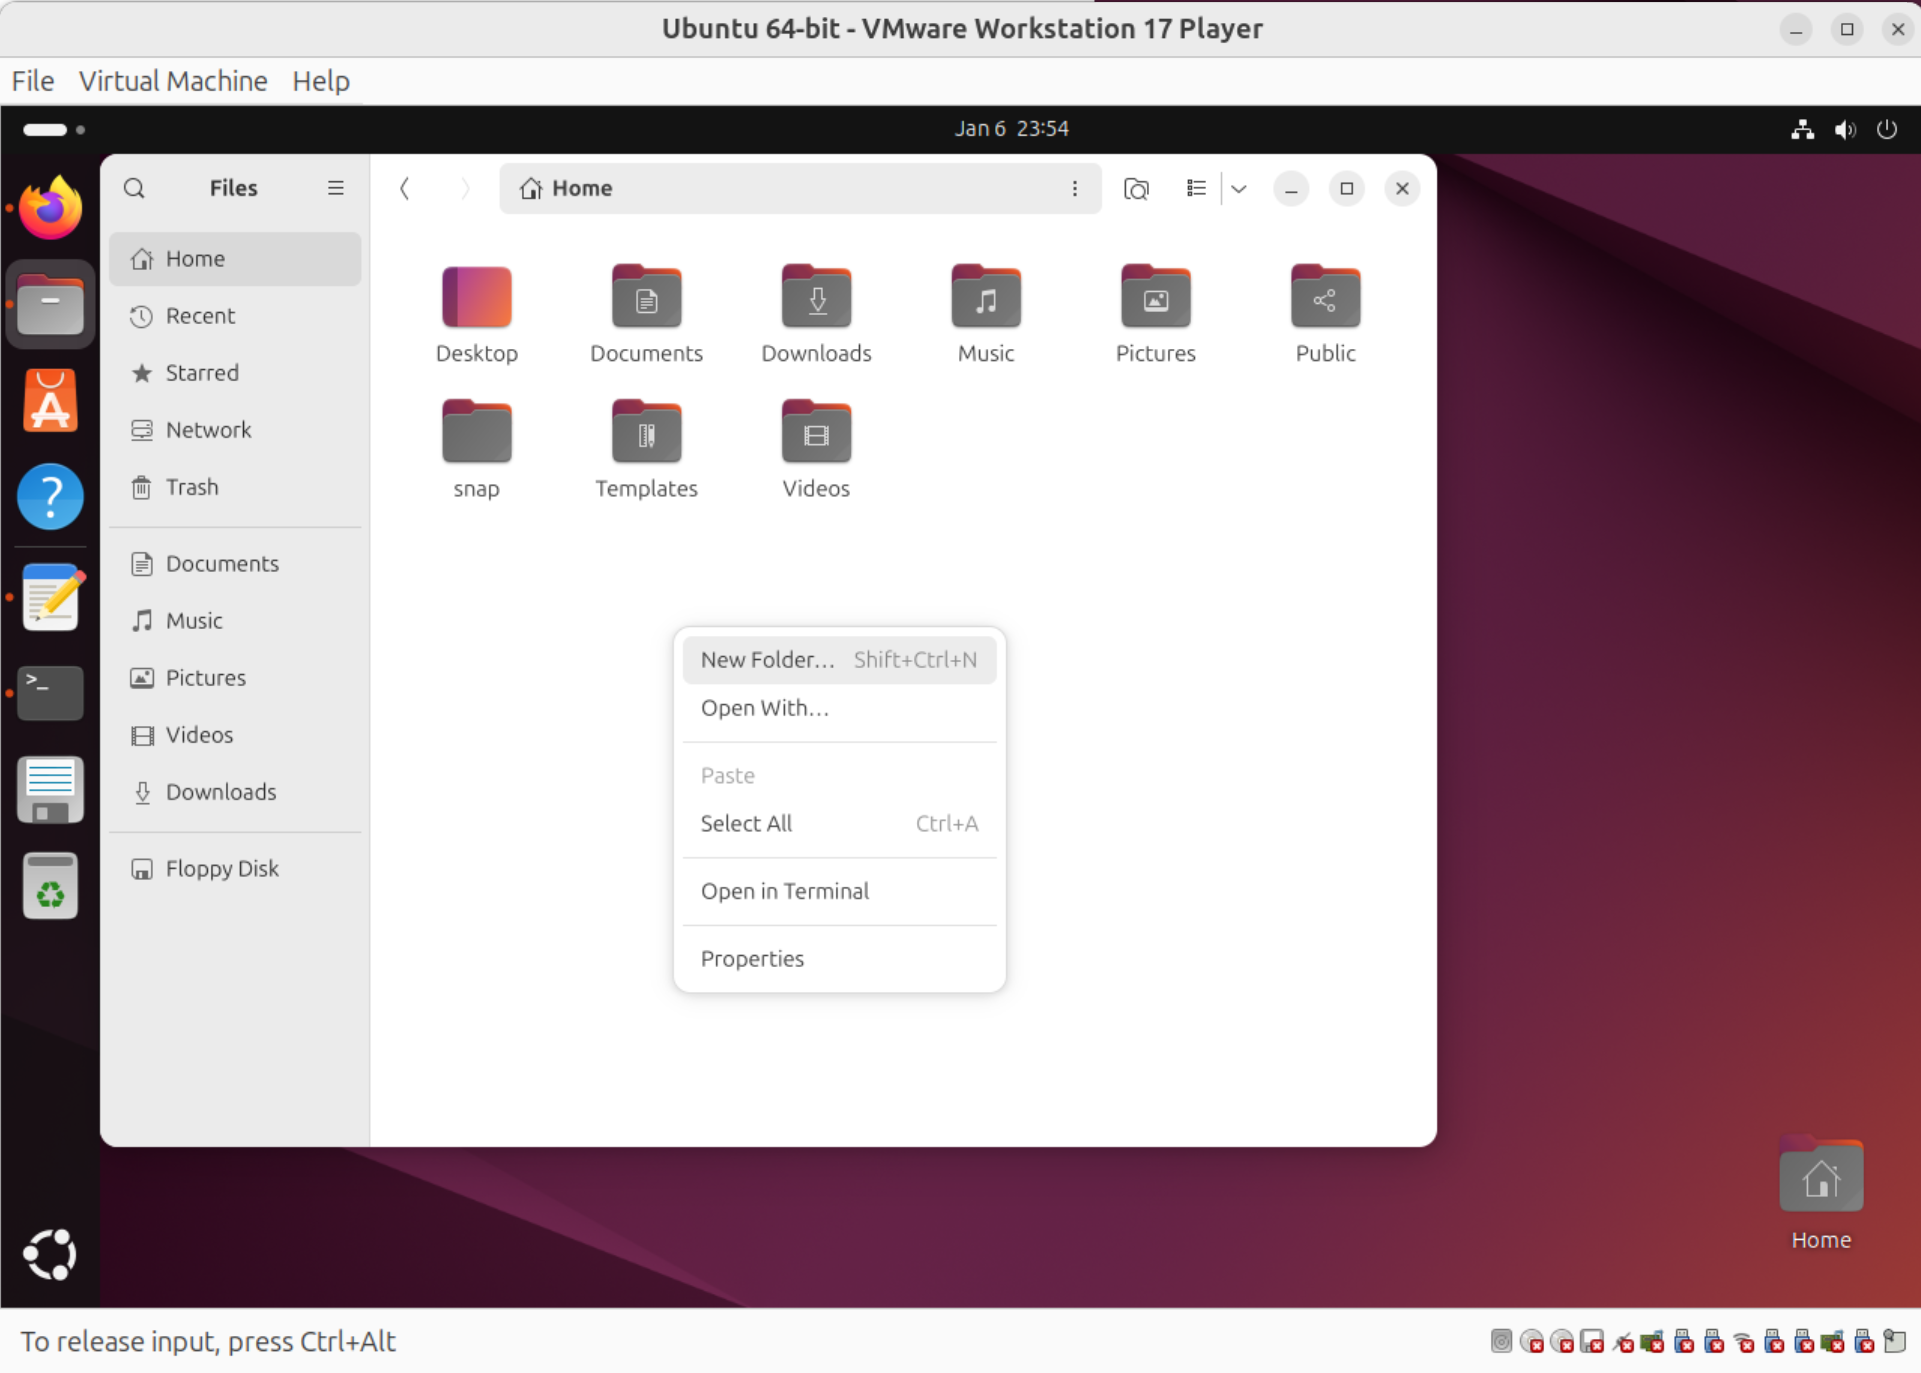 Ubuntu 64-bit - VMware Workstation 17 Player
File Virtual Machine Help
Jan 6 23:54
Files
Home
Home
Recent
Starred
Network
Trash
Documents
Music
Pictures
Videos
Downloads
Floppy Disk
Desktop Documents Downloads Music Pictures Public
snap Templates Videos
New Folder... Shift+Ctrl+N
Open With...
Paste
Select All Ctrl+A
Open in Terminal
Properties
Home
To release input, press Ctrl+Alt